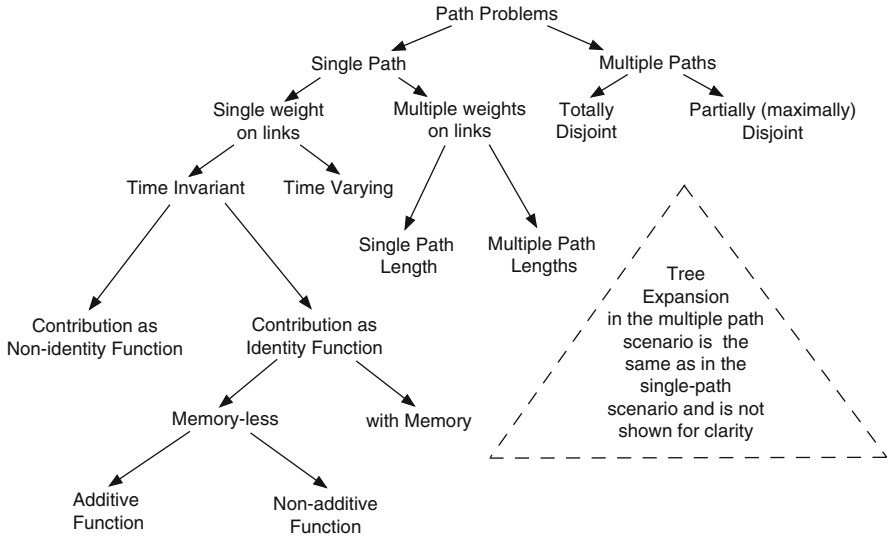 Path Problems
Single Path
Multiple Paths
Single weight
on links
Multiple weights
on links
Totally
Disjoint
Partially (maximally)
Disjoint
Time Invariant
Time Varying
Single Path
Length
Multiple Path
Lengths
Tree
Expansion
in the multiple path
scenario is the
same as in the
single-path
scenario and is not
shown for clarity
Contribution as
Non-identity Function
Contribution as
Identity Function
Memory-less
with Memory
Additive
Function
Non-additive
Function